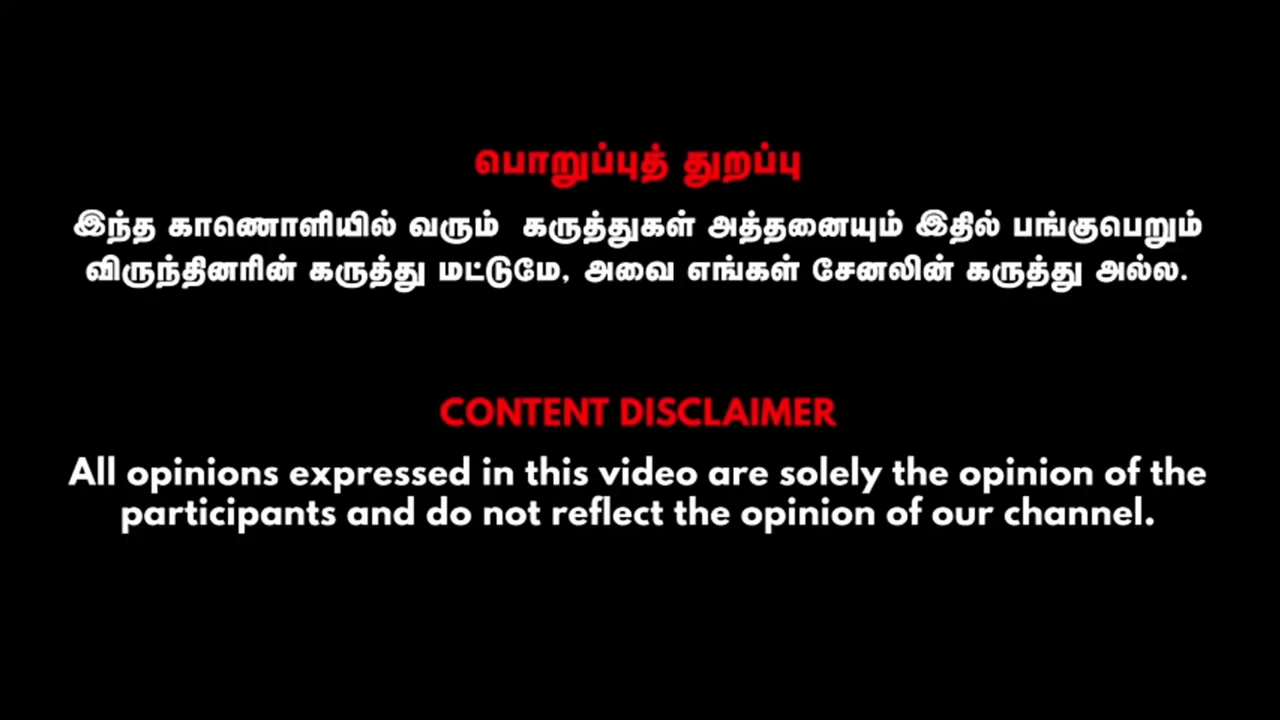 பொறுப்புத் துறப்பு
இந்த காணொளியில் வரும் கருத்துகள் அத்தனையும் இதில் பங்குபெறும்
விருந்தினரின் கருத்து மட்டுமே, அவை எங்கள் சேனலின் கருத்து அல்ல.
CONTENT DISCLAIMER
All opinions expressed in this video are solely the opinion of the
participants and do not reflect the opinion of our channel.